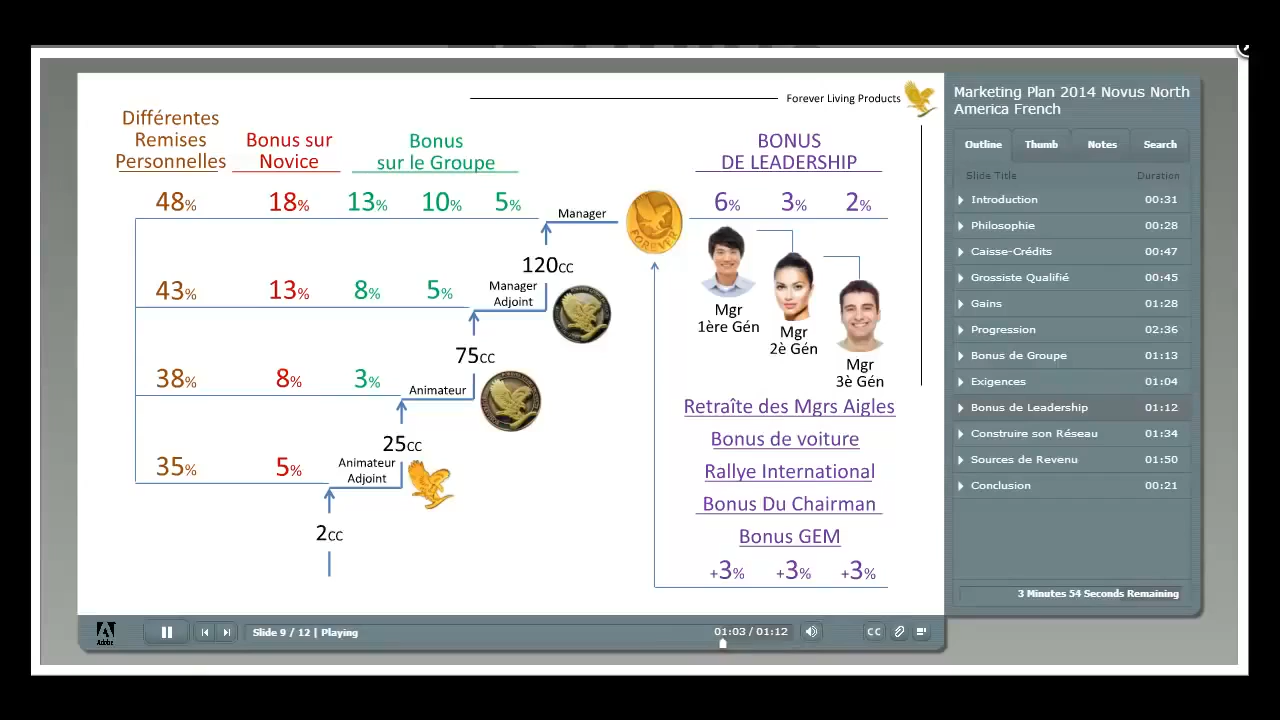 Forever Living Products
Différentes
Remises
Personnelles
Bonus sur
Novice
Bonus
sur le Groupe
BONUS
DE LEADERSHIP
48%
18%
13%
10%
5%
Manager
FOREVER
6%
3%
2%
120CC
43%
13%
8%
5%
Manager
Adjoint
Mgr
1ère Gén
Mgr
2è Gén
Mgr
3è Gén
75CC
38%
8%
3%
Animateur
25CC
35%
5%
Animateur
Adjoint
2CC
Retraîte des Mgrs Aigles
Bonus de voiture
Rallye International
Bonus Du Chairman
Bonus GEM
+3%
+3%
+3%
Marketing Plan 2014 Novus North
America French
Outline
Thumb
Notes
Search
Slide Title Duration
Introduction 00:31
Philosophie 00:28
Caisse-Crédits 00:47
Grossiste Qualifié 00:45
Gains 01:28
Progression 02:36
Bonus de Groupe 01:13
Exigences 01:04
Bonus de Leadership 01:12
Construire son Réseau 01:34
Sources de Revenu 01:50
Conclusion 00:21
3 Minutes 54 Seconds Remaining
Adobe
Slide 9 / 12 | Playing
01:03 / 01:12
CC